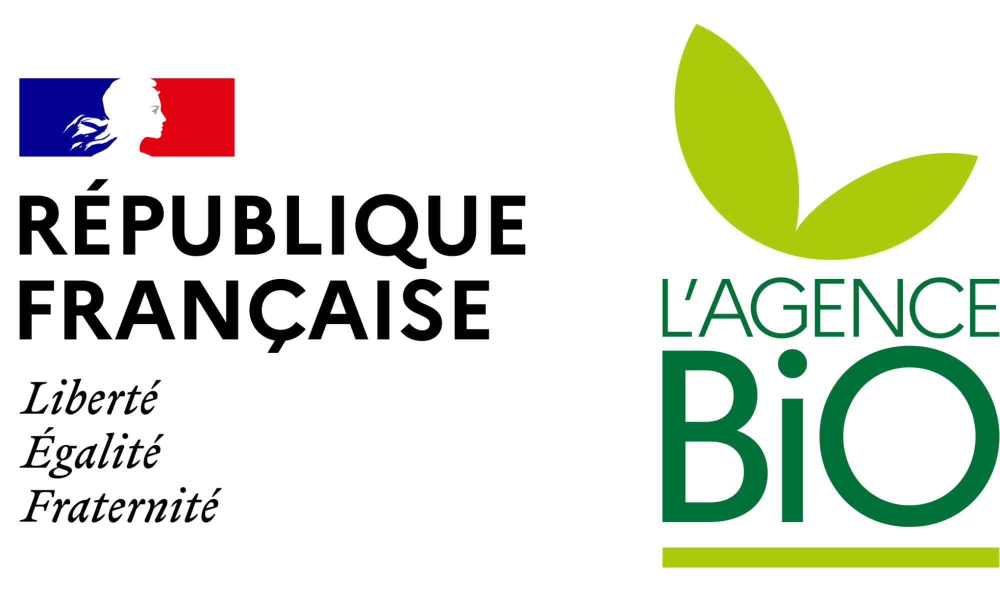 RÉPUBLIQUE
FRANÇAISE
Liberté
Égalité
Fraternité
L'AGENCE
BiO